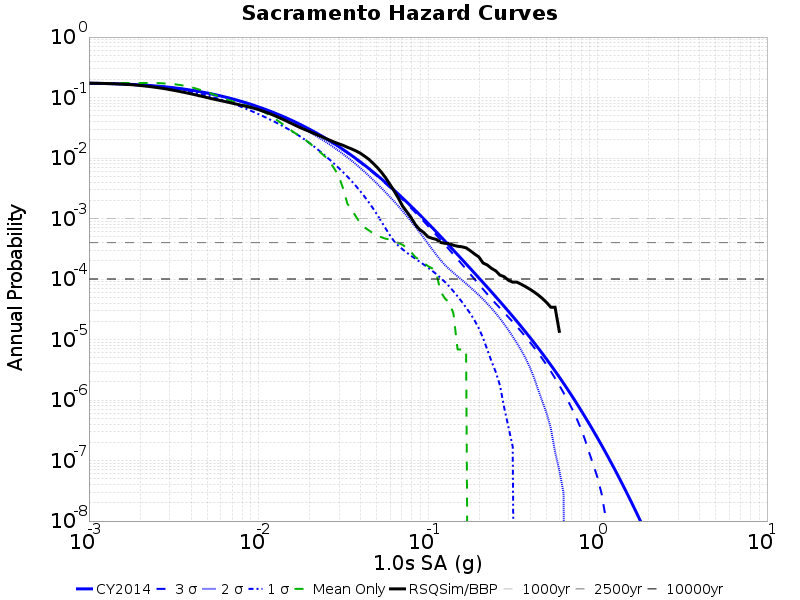 Sacramento Hazard Curves
Annual Probability
10^0
10^-1
10^-2
10^-3
10^-4
10^-5
10^-6
10^-7
10^-8
10^-3 10^-2 10^-1 10^0 10^1
1.0s SA (g)
CY2014 3 σ 2 σ 1 σ Mean Only RSQSim/BBP 1000yr 2500yr 10000yr